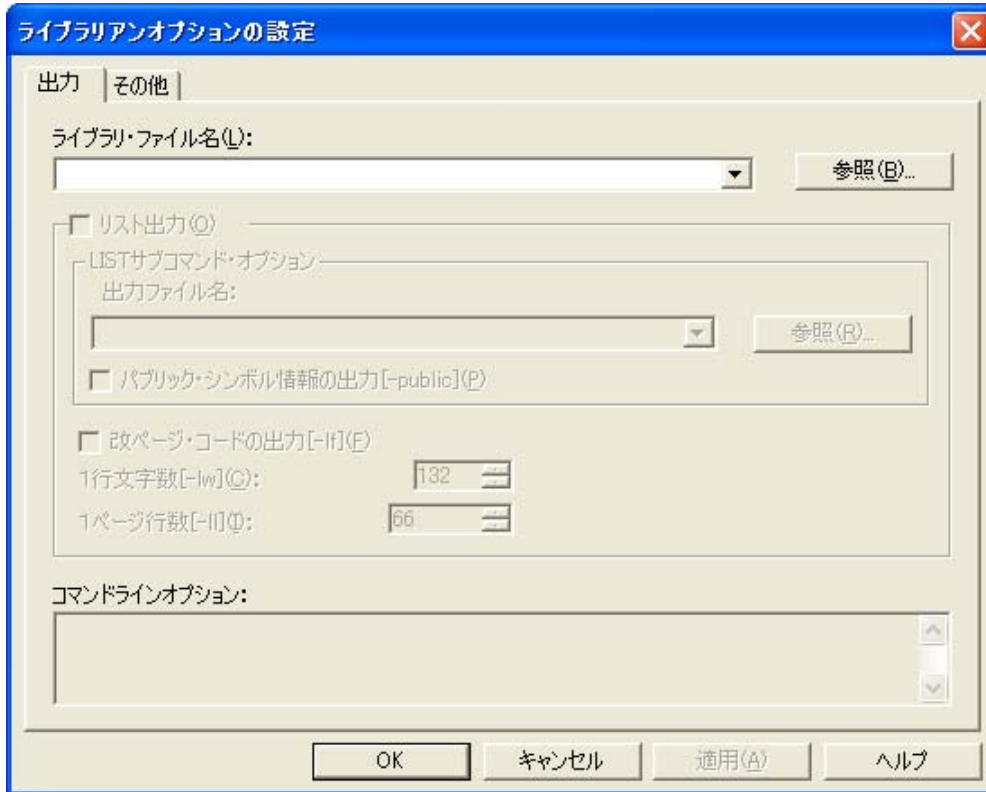 ライブラリアンオプションの設定
出力 その他
ライブラリ・ファイル名(L):
参照(B)...
リスト出力(O)
LISTサブコマンド・オプション
出力ファイル名:
参照(R)...
パブリック・シンボル情報の出力[-public](P)
改ページ・コードの出力[-lf](F)
1行文字数[-lw](C): 132
1ページ行数[-ll](I): 66
コマンドラインオプション:
OK キャンセル 適用(A) ヘルプ